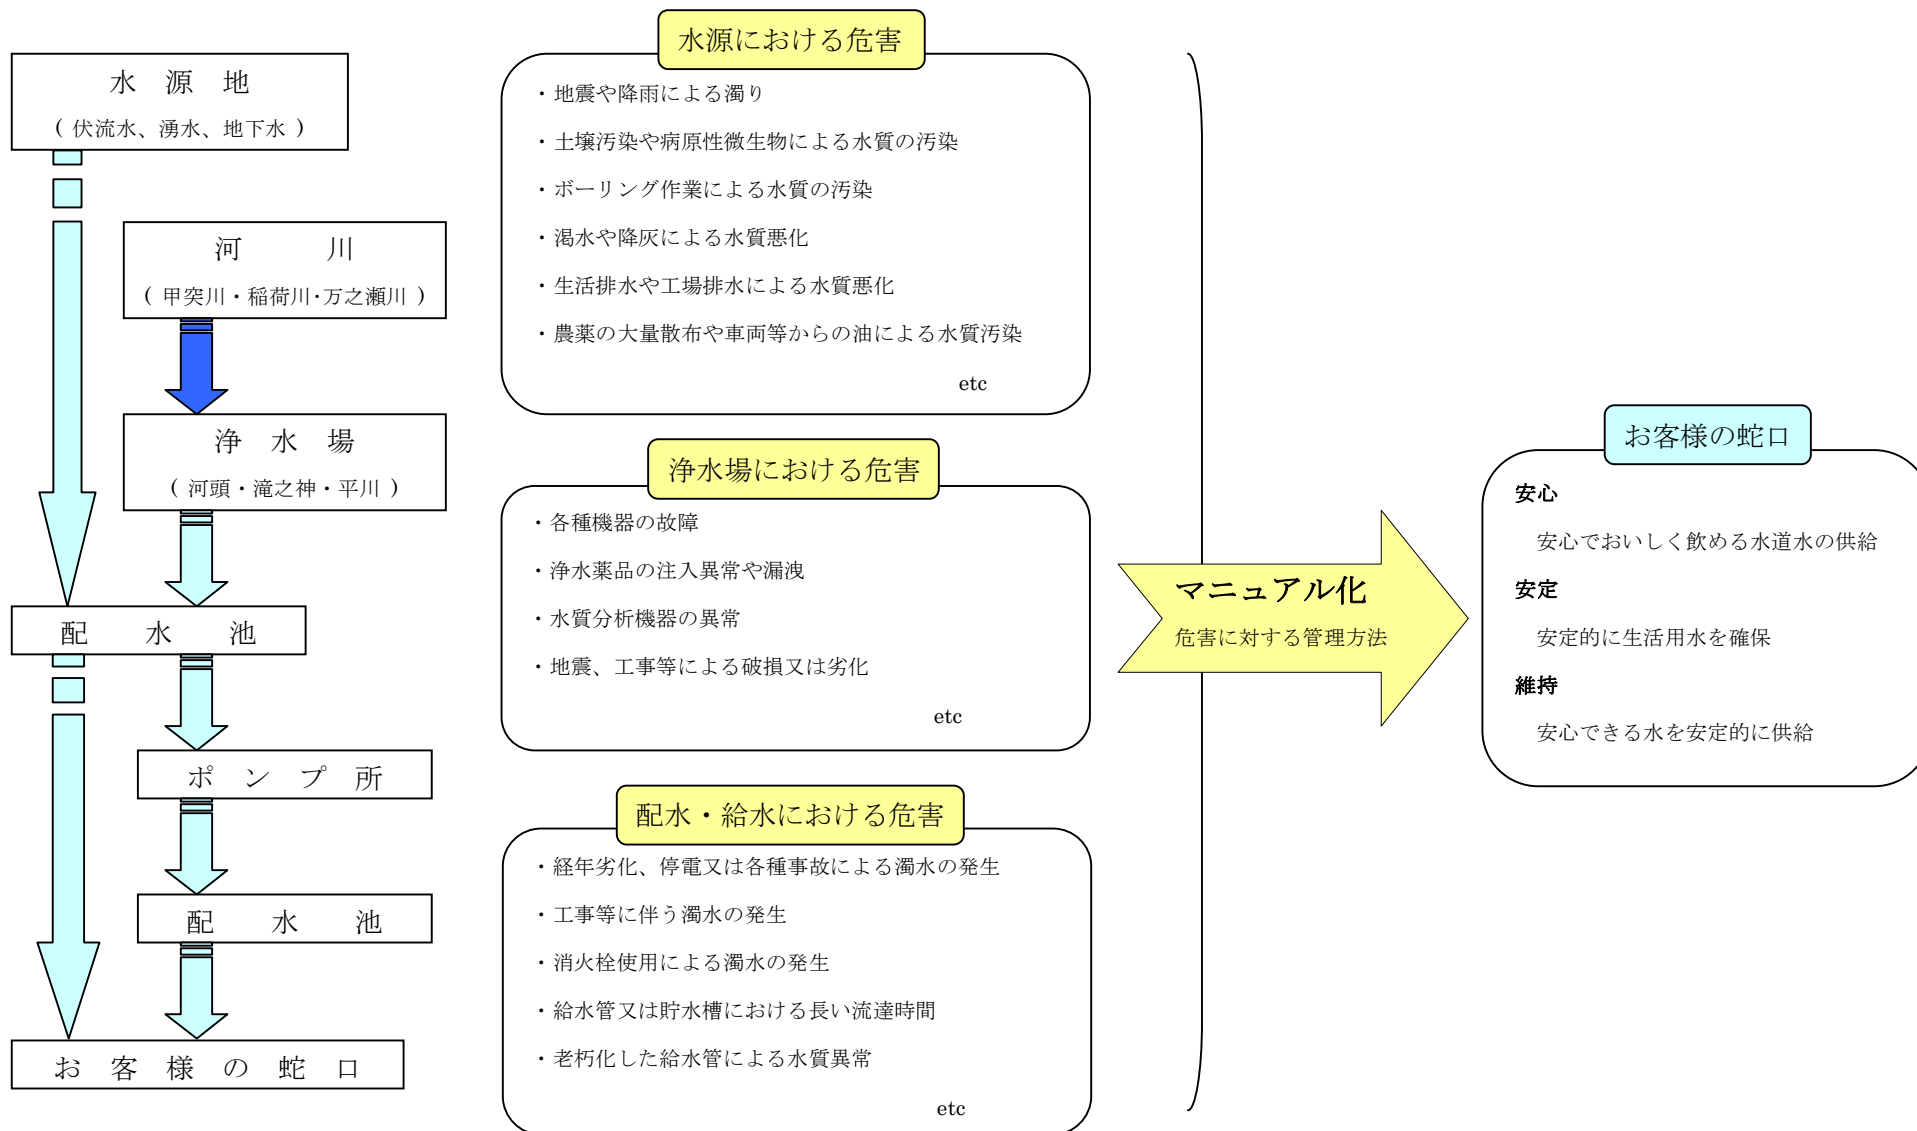 水　源　地
( 伏流水、湧水、地下水 )
河　　　川
( 甲突川・稲荷川・万之瀬川 )
浄　水　場
( 河頭・滝之神・平川 )
配　　水　　池
ポ　ン　プ　所
配　　水　　池
お　客　様　の　蛇　口
水源における危害
・地震や降雨による濁り
・土壌汚染や病原性微生物による水質の汚染
・ボーリング作業による水質の汚染
・渇水や降灰による水質悪化
・生活排水や工場排水による水質悪化
・農薬の大量散布や車両等からの油による水質汚染
etc
浄水場における危害
・各種機器の故障
・浄水薬品の注入異常や漏洩
・水質分析機器の異常
・地震、工事等による破損又は劣化
etc
配水・給水における危害
・経年劣化、停電又は各種事故による濁水の発生
・工事等に伴う濁水の発生
・消火栓使用による濁水の発生
・給水管又は貯水槽における長い流達時間
・老朽化した給水管による水質異常
etc
マニュアル化
危害に対する管理方法
お客様の蛇口
安心
安心でおいしく飲める水道水の供給
安定
安定的に生活用水を確保
維持
安心できる水を安定的に供給